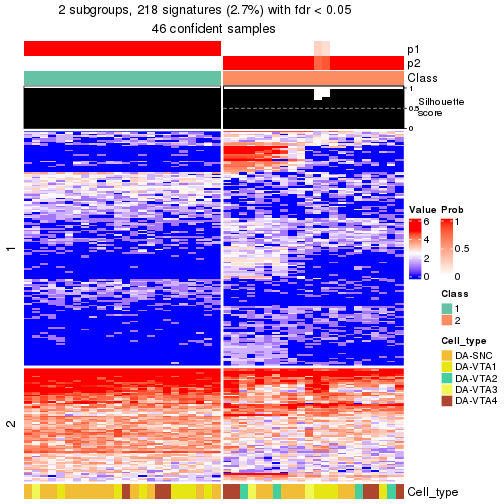 2 subgroups, 218 signatures (2.7%) with fdr < 0.05
46 confident samples
p1
p2
Class
1
0.5
0
Silhouette
score
1
2
Value
6
4
2
0
Prob
1
0.5
0
Class
1
2
Cell_type
DA-SNC
DA-VTA1
DA-VTA2
DA-VTA3
DA-VTA4
Cell_type